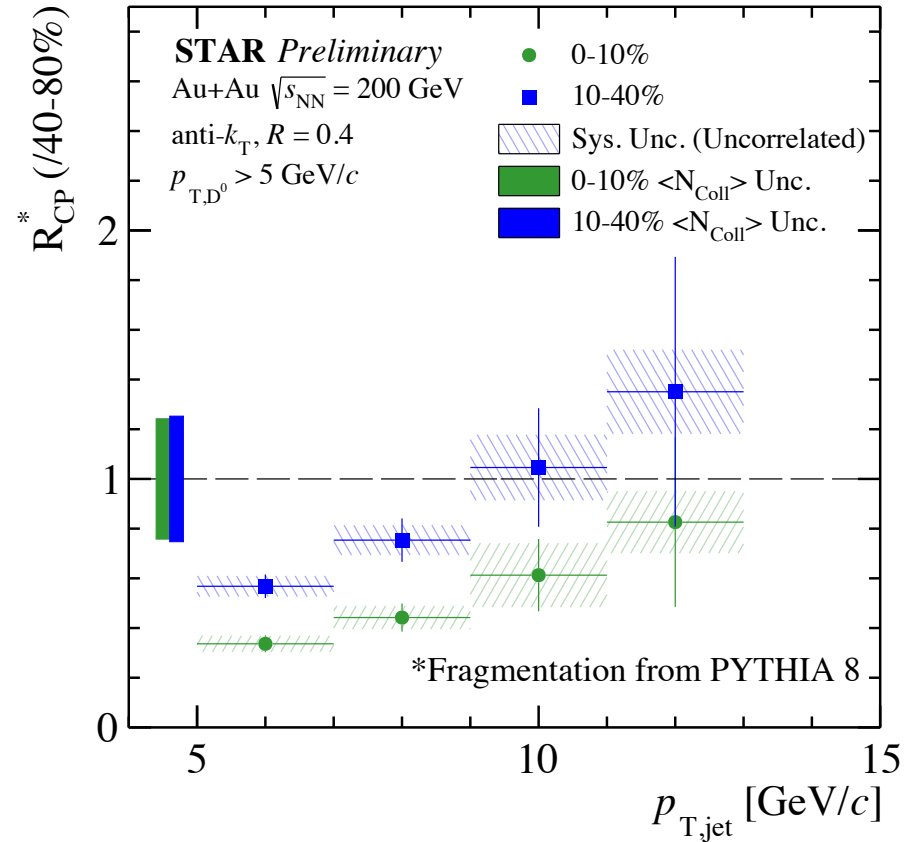 R*CP (/40-80%)
STAR Preliminary
Au+Au √sNN = 200 GeV
anti-kT, R = 0.4
pT,D0 > 5 GeV/c
0-10%
10-40%
Sys. Unc. (Uncorrelated)
0-10% <NColl> Unc.
10-40% <NColl> Unc.
2
1
0
*Fragmentation from PYTHIA 8
5
10
15
pT,jet [GeV/c]